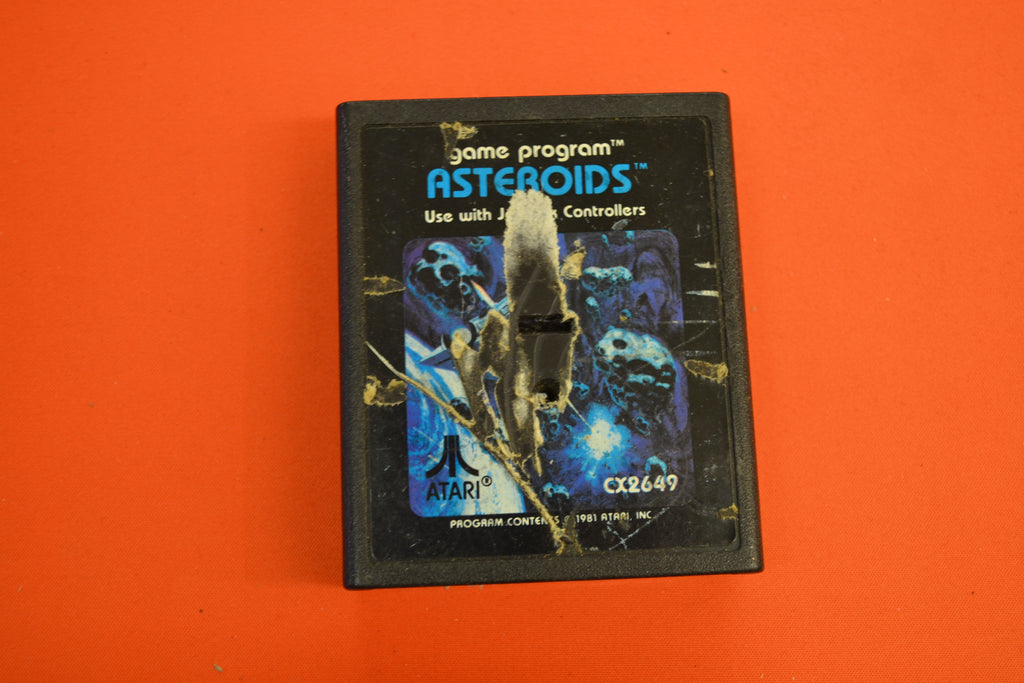 game program™
ASTEROIDS™
Use with Controllers
ATARI®
CX2649
PROGRAM CONTENTS © 1981 ATARI, INC.